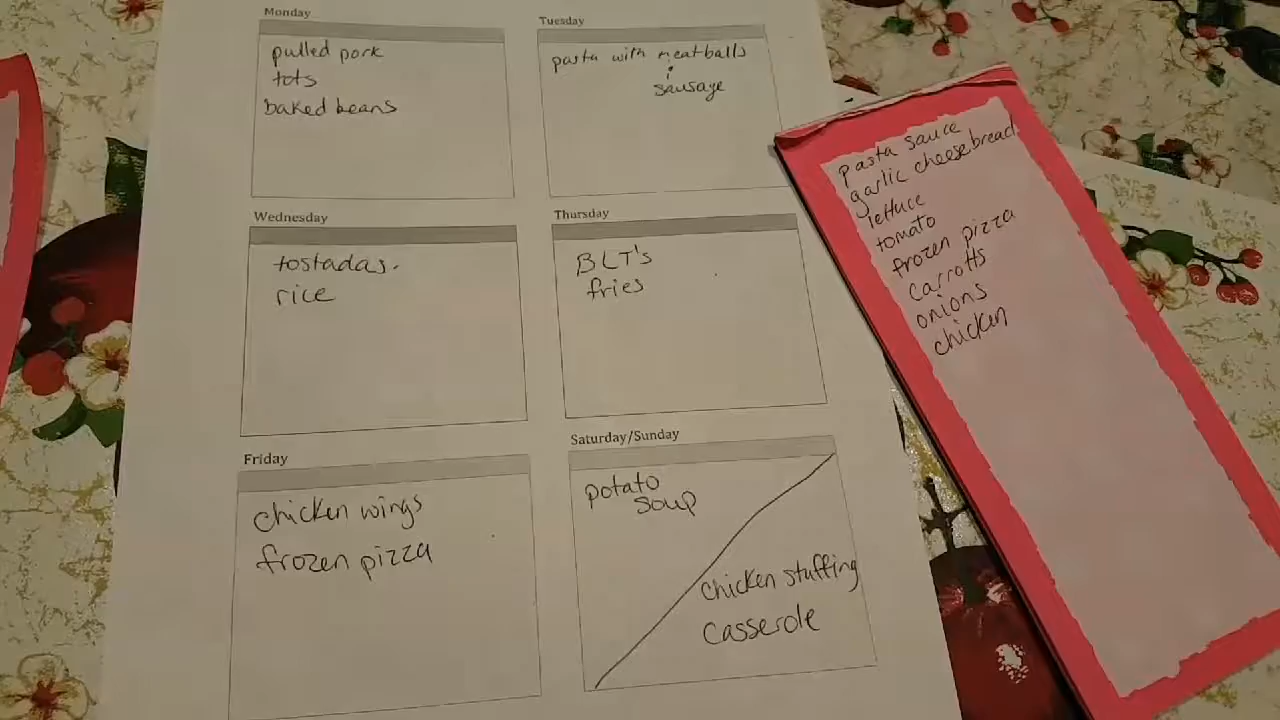 Monday
pulled pork
tots
baked beans
Tuesday
pasta with meatballs
&
sausage
Wednesday
tostadas.
rice
Thursday
BLT's
fries
Friday
chicken wings
frozen pizza
Saturday/Sunday
potato
soup
chicken stuffing
casserole
pasta sauce
garlic cheesebread
lettuce
tomato
frozen pizza
carrotts
onions
chicken